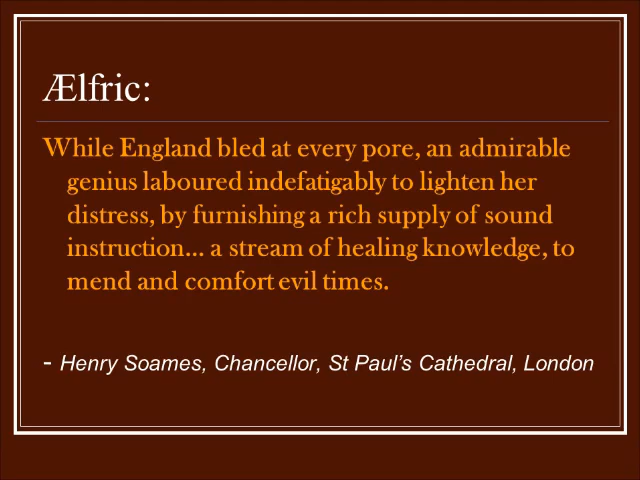 Ælfric:
While England bled at every pore, an admirable
genius laboured indefatigably to lighten her
distress, by furnishing a rich supply of sound
instruction... a stream of healing knowledge, to
mend and comfort evil times.
- Henry Soames, Chancellor, St Paul’s Cathedral, London